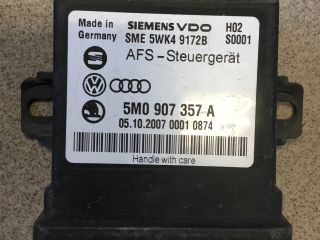 Made in SIEMENS VDO H02
Germany SME 5WK4 9172B S0001
AFS-Steuergerät
5M0 907 357 A
05.10.2007 0001 0874
Handle with care